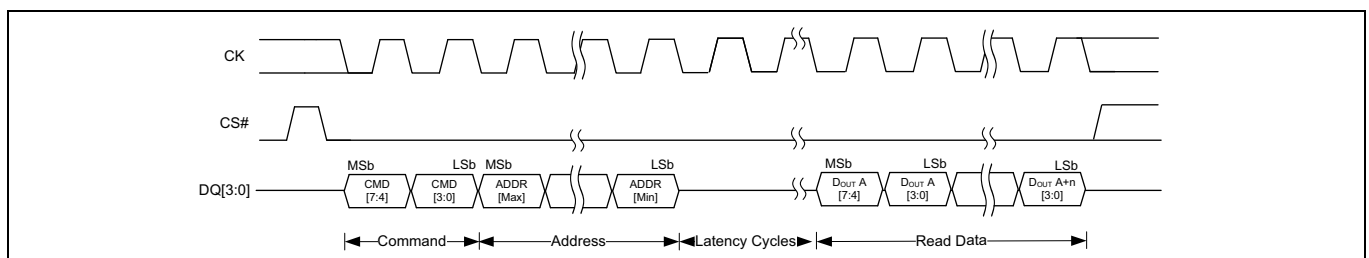 CK
CS#
MSb LSb MSb LSb MSb LSb LSb
DQ[3:0] CMD CMD ADDR ADDR DOUT A DOUT A DOUT A+n
[7:4] [3:0] [Max] [Min] [7:4] [3:0] [3:0]
Command Address Latency Cycles Read Data